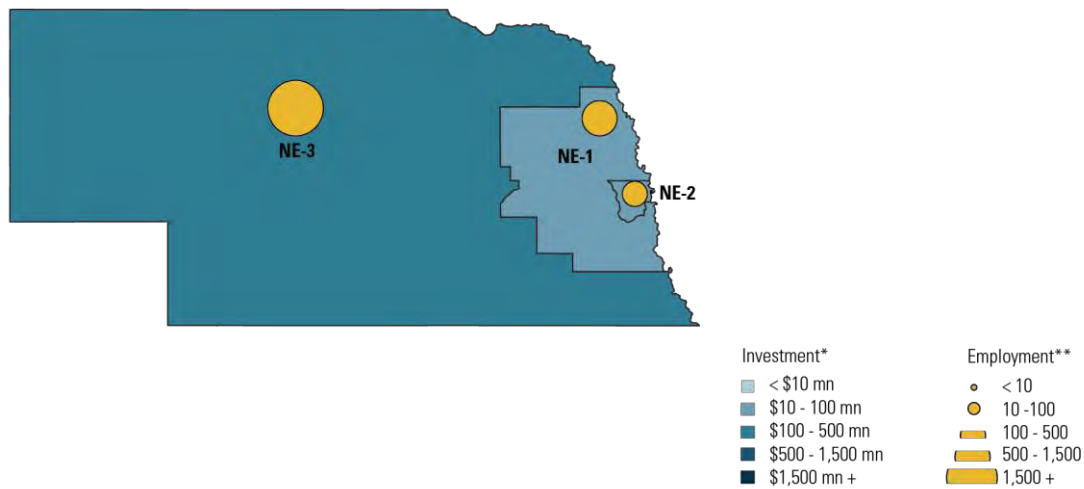 NE-3
NE-1
NE-2
Investment*
< $10 mn
$10 - 100 mn
$100 - 500 mn
$500 - 1,500 mn
$1,500 mn +
Employment**
< 10
10 -100
100 - 500
500 - 1,500
1,500 +